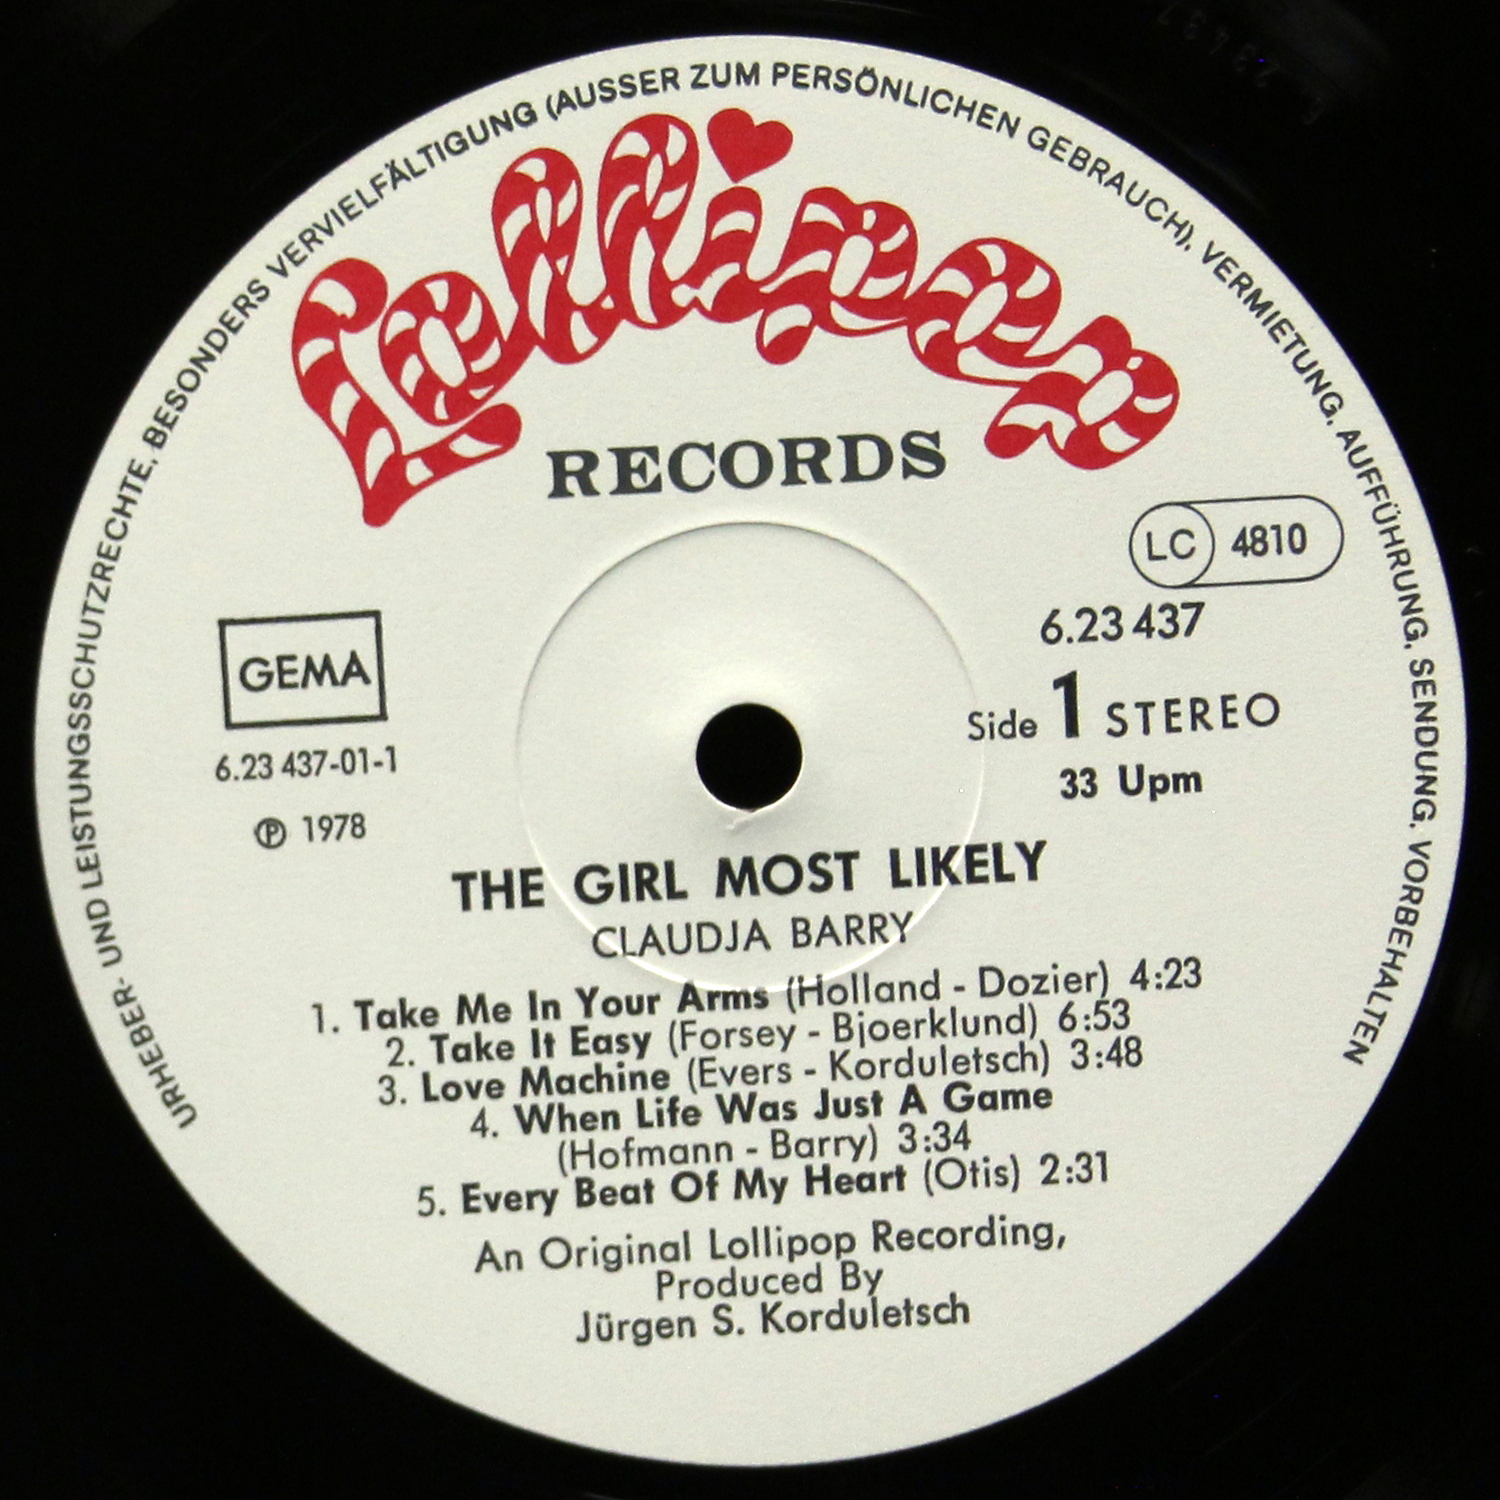 URHEBER- UND LEISTUNGSSCHUTZRECHTE, BESONDERS VERVIELFÄLTIGUNG (AUSSER ZUM PERSÖNLICHEN GEBRAUCH), VERMIETUNG, AUFFÜHRUNG, SENDUNG, VORBEHALTEN
Lollipop
RECORDS
LC 4810
6.23 437
GEMA
Side 1 STEREO
6.23 437-01-1
33 Upm
℗ 1978
THE GIRL MOST LIKELY
CLAUDJA BARRY
1. Take Me In Your Arms (Holland - Dozier) 4:23
2. Take It Easy (Forsey - Bjoerklund) 6:53
3. Love Machine (Evers - Korduletsch) 3:48
4. When Life Was Just A Game
(Hofmann - Barry) 3:34
5. Every Beat Of My Heart (Otis) 2:31
An Original Lollipop Recording,
Produced By
Jürgen S. Korduletsch